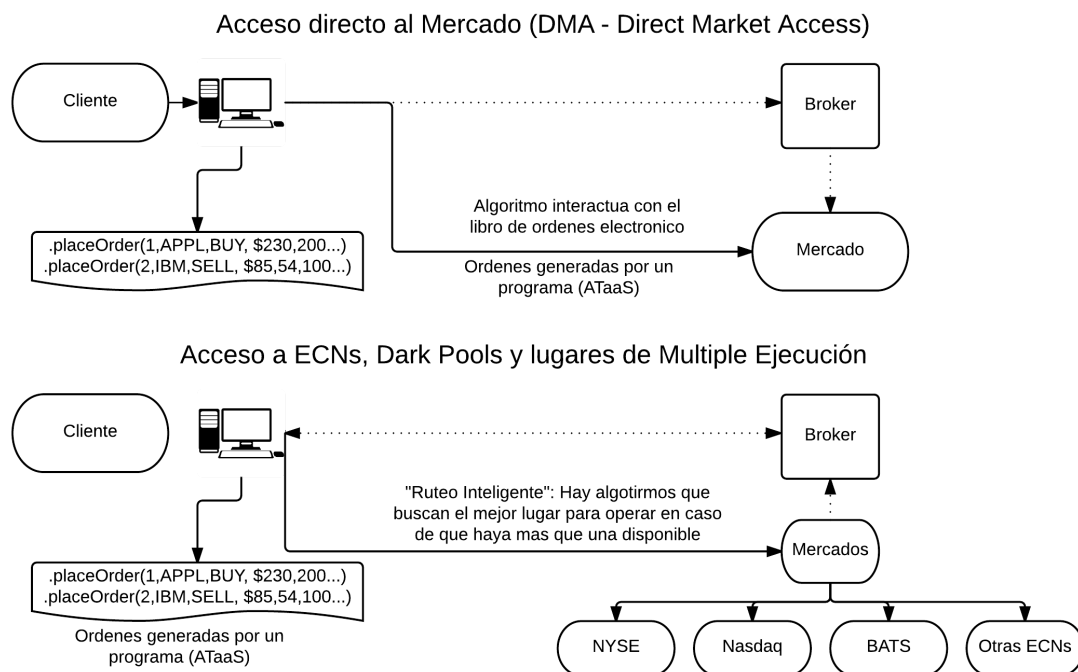 Acceso directo al Mercado (DMA - Direct Market Access)
Cliente
Broker
Algoritmo interactua con el
libro de ordenes electronico
.placeOrder(1,APPL,BUY, $230,200...)
.placeOrder(2,IBM,SELL, $85,54,100...)
Mercado
Ordenes generadas por un
programa (ATaaS)
Acceso a ECNs, Dark Pools y lugares de Multiple Ejecución
Cliente
Broker
"Ruteo Inteligente": Hay algotirmos que
buscan el mejor lugar para operar en caso
de que haya mas que una disponible
Mercados
.placeOrder(1,APPL,BUY, $230,200...)
.placeOrder(2,IBM,SELL, $85,54,100...)
Ordenes generadas por un
programa (ATaaS)
NYSE
Nasdaq
BATS
Otras ECNs